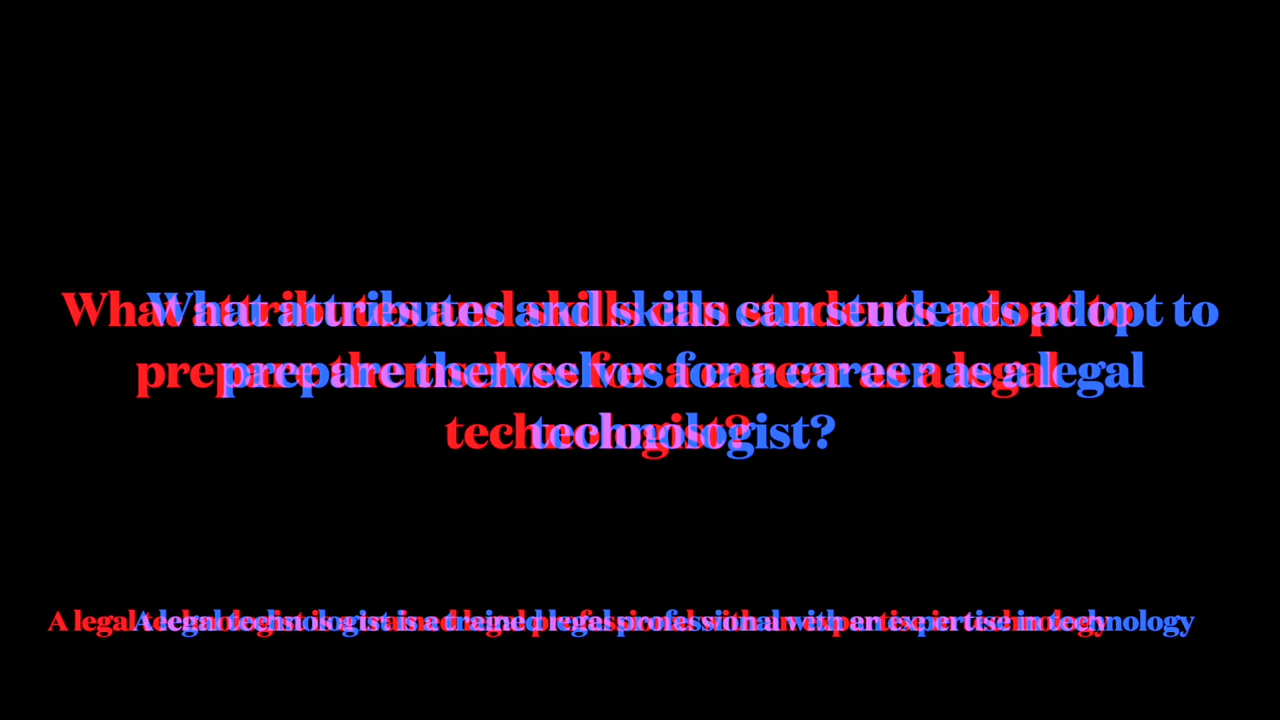 What attributes and skills can students adopt to
prepare themselves for a career as a legal
technologist?
A legal technologist is a trained legal professional with an expertise in technology